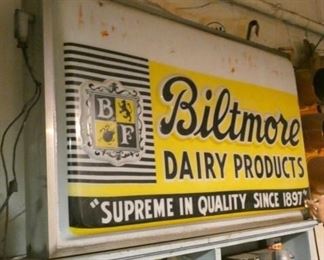 B
F
Biltmore
DAIRY PRODUCTS
"SUPREME IN QUALITY SINCE 1897"